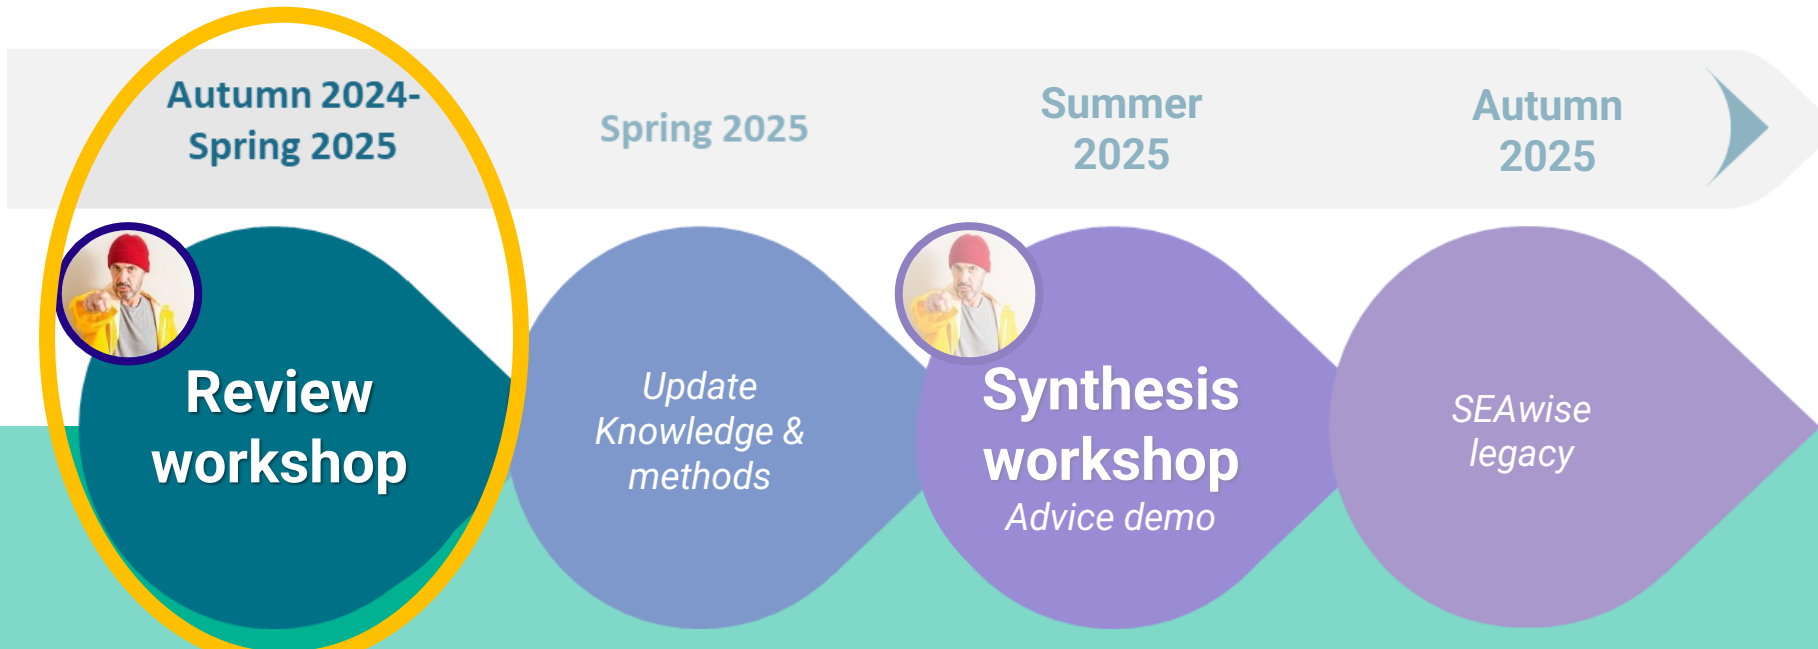 Autumn 2024-
Spring 2025
Spring 2025
Summer
2025
Autumn
2025
Review
workshop
Update
Knowledge &
methods
Synthesis
workshop
Advice demo
SEAwise
legacy